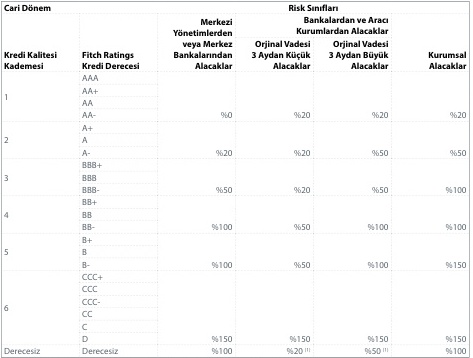 Cari Dönem Risk Sınıfları
Kredi Kalitesi Kademesi Fitch Ratings Kredi Derecesi Merkezi Yönetimlerden veya Merkez Bankalarından Alacaklar Bankalardan ve Aracı Kurumlardan Alacaklar Orjinal Vadesi 3 Aydan Küçük Alacaklar Orjinal Vadesi 3 Aydan Büyük Alacaklar Kurumsal Alacaklar
1 AAA
AA+
AA
AA- %0 %20 %20 %20
2 A+
A
A- %20 %20 %50 %50
3 BBB+
BBB
BBB- %50 %20 %50 %100
4 BB+
BB
BB- %100 %50 %100 %100
5 B+
B
B- %100 %50 %100 %150
6 CCC+
CCC
CCC-
CC
C
D %150 %150 %150 %150
Derecesiz Derecesiz %100 %20 (1) %50 (1) %100